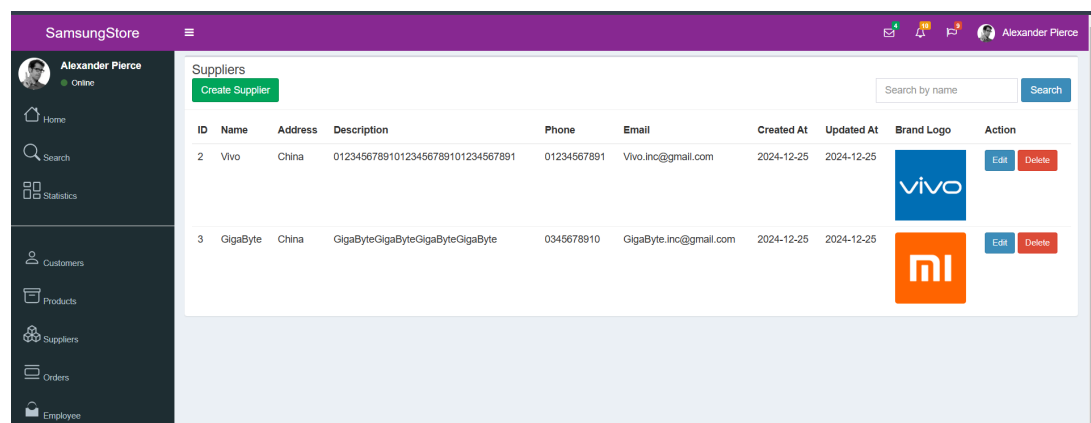 SamsungStore
4
10
9
Alexander Pierce
Alexander Pierce
Online
Home
Search
Statistics
Customers
Products
Suppliers
Orders
Employee
Suppliers
Create Supplier
Search by name
Search
ID Name Address Description Phone Email Created At Updated At Brand Logo Action
2 Vivo China 01234567891012345678910123456​7891 01234567891 Vivo.inc@gmail.com 2024-12-25 2024-12-25 vivo Edit Delete
3 GigaByte China GigaByteGigaByteGigaByteGigaByte 0345678910 GigaByte.inc@gmail.com 2024-12-25 2024-12-25 mi Edit Delete